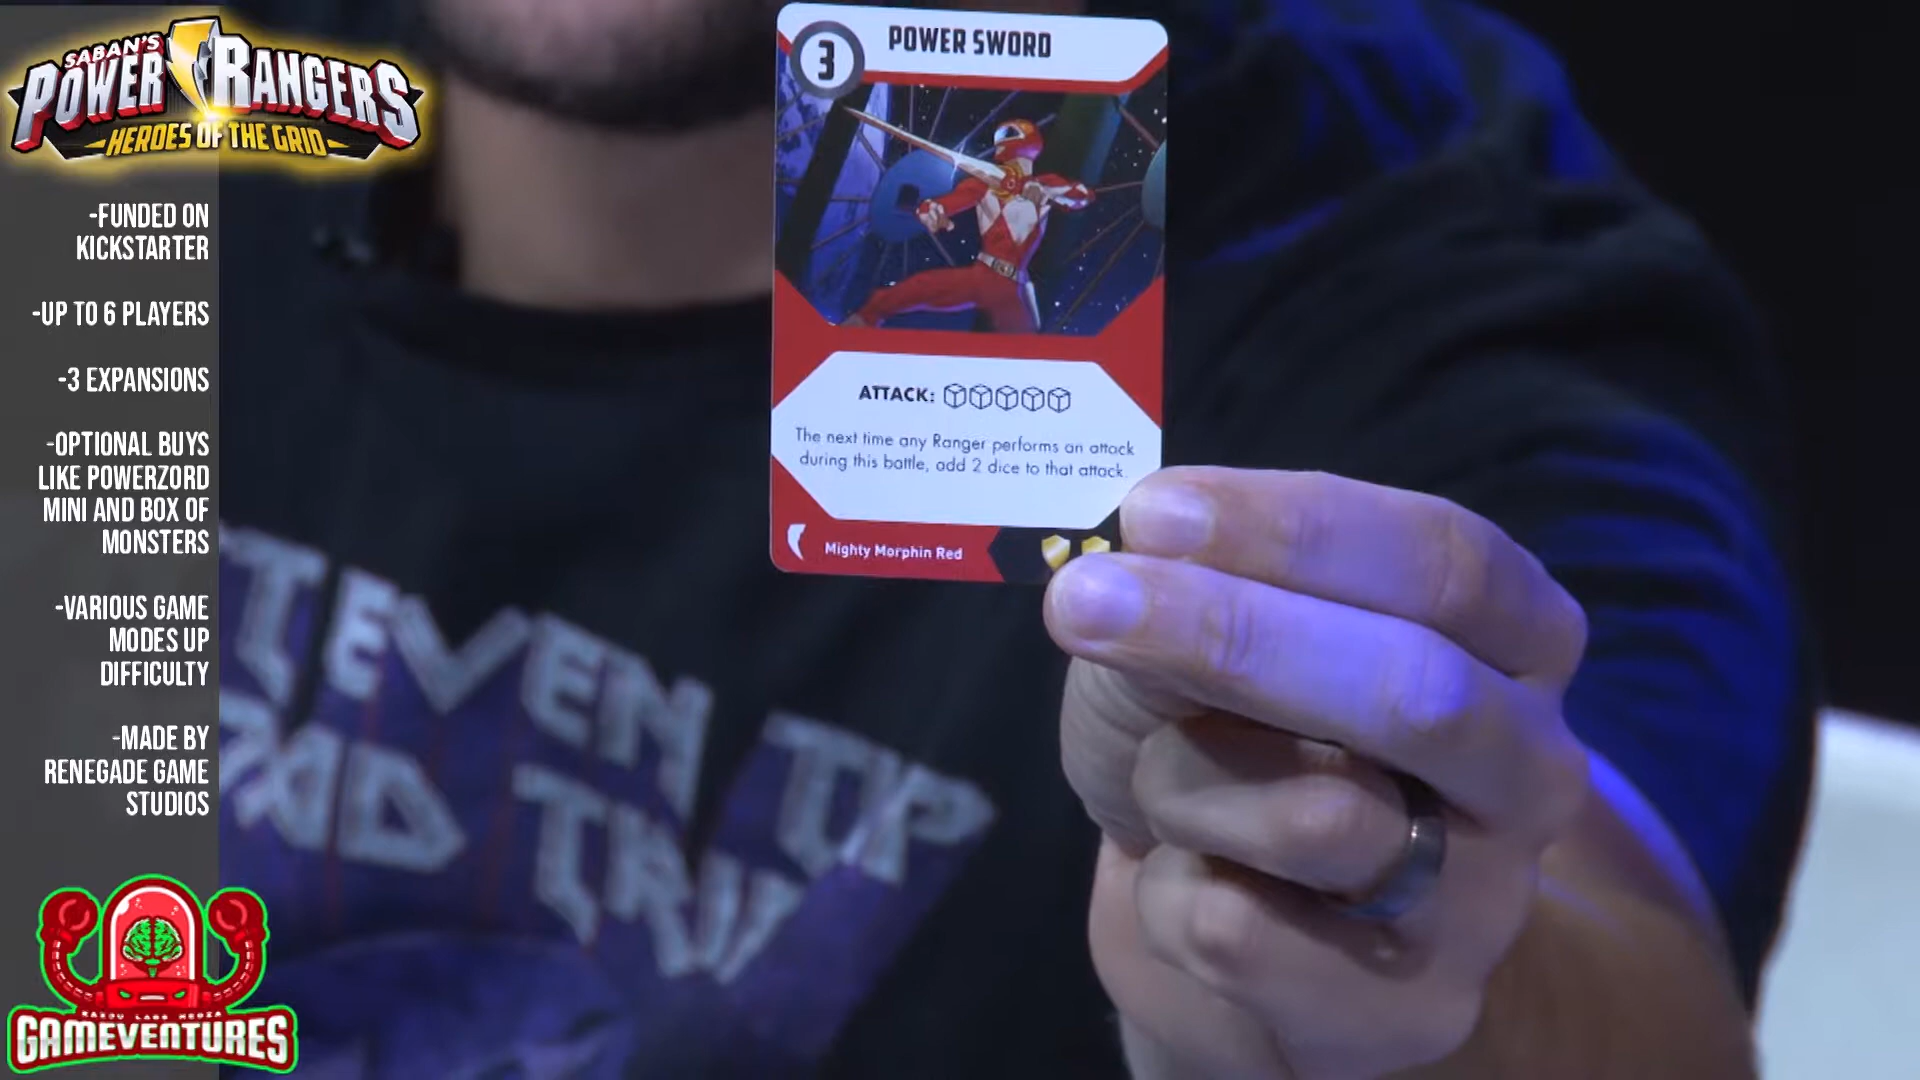 SABAN'S
POWER RANGERS
HEROES OF THE GRID
-FUNDED ON
KICKSTARTER
-UP TO 6 PLAYERS
-3 EXPANSIONS
-OPTIONAL BUYS
LIKE POWERZORD
MINI AND BOX OF
MONSTERS
-VARIOUS GAME
MODES UP
DIFFICULTY
-MADE BY
RENEGADE GAME
STUDIOS
KAIJU LABS MEDIA
GAMEVENTURES
3
POWER SWORD
ATTACK:
The next time any Ranger performs an attack
during this battle, add 2 dice to that attack.
Mighty Morphin Red